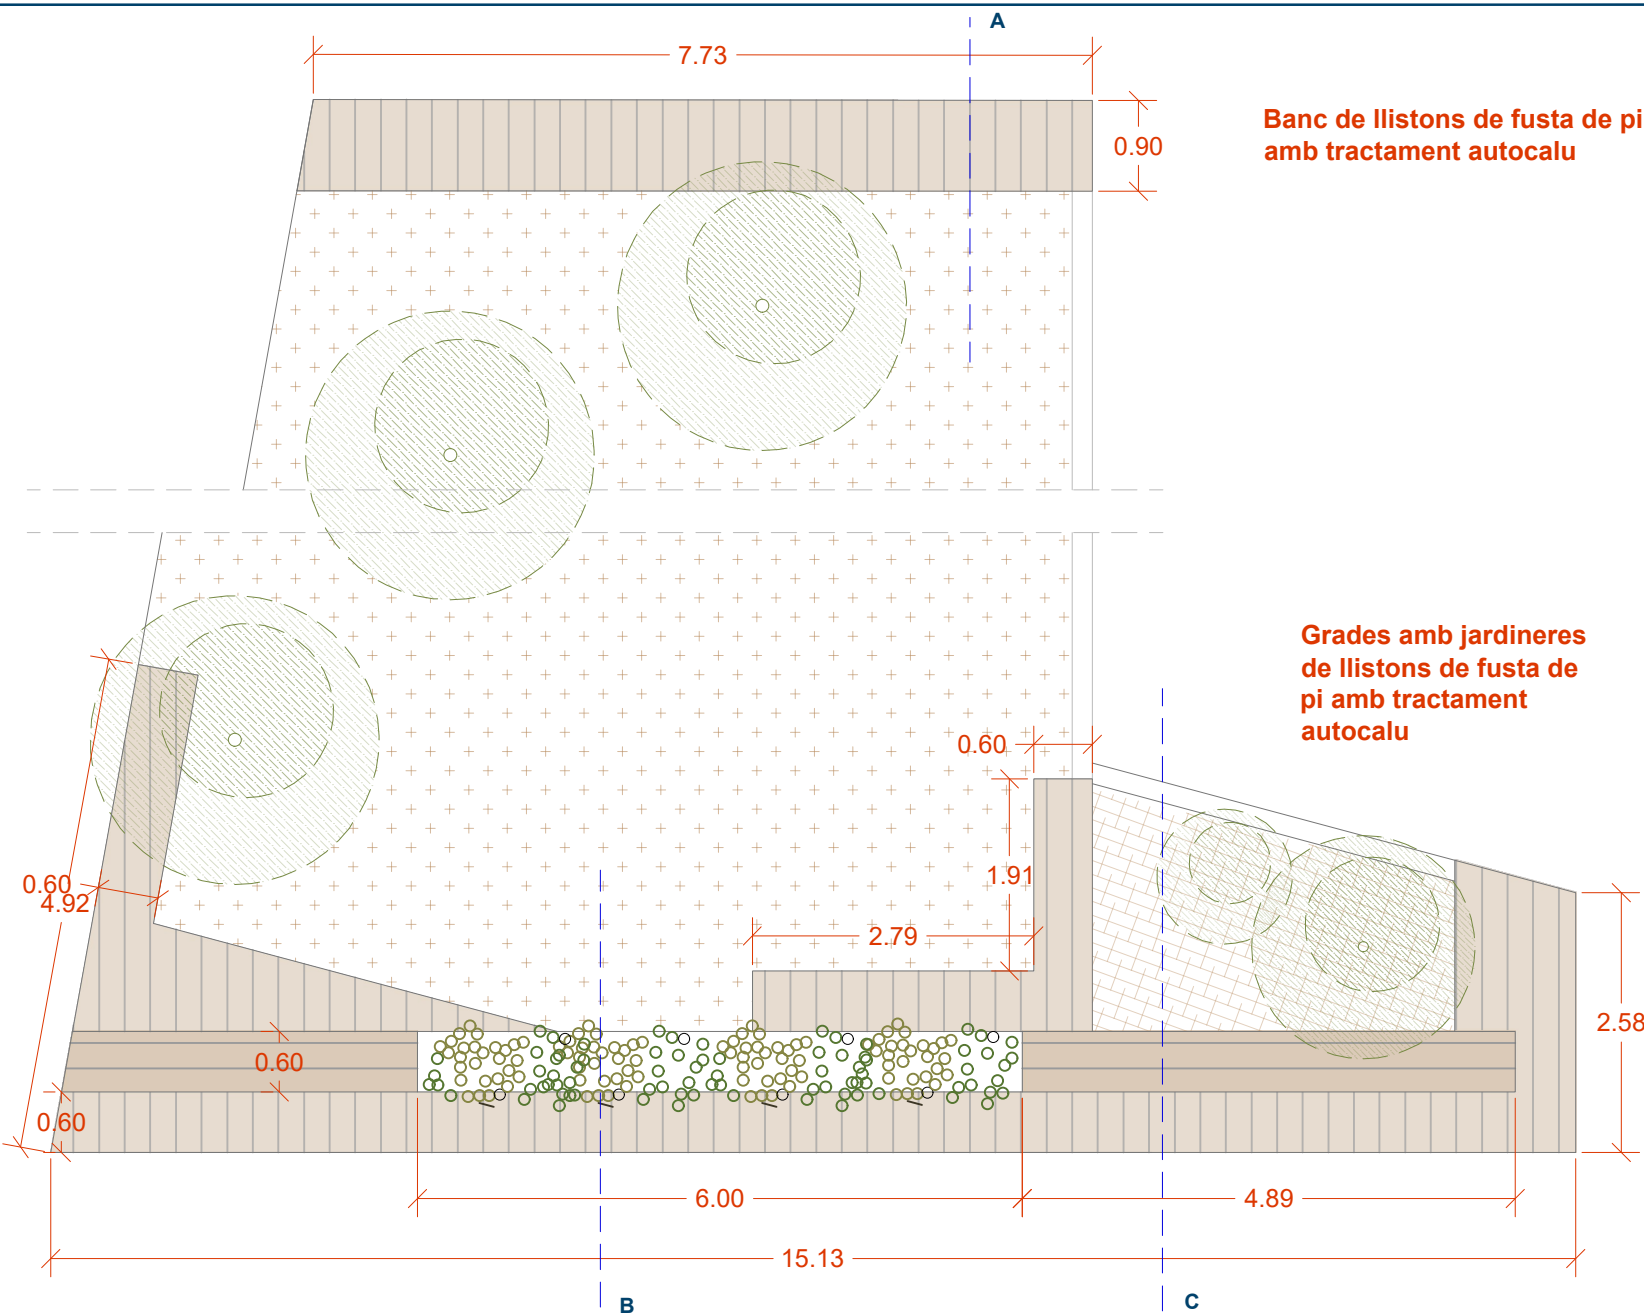 A
7.73
Banc de llistons de fusta de pi
amb tractament autocalu
0.90
Grades amb jardineres
de llistons de fusta de
pi amb tractament
autocalu
0.60
1.91
0.60
4.92
2.79
2.58
0.60
0.60
6.00
4.89
15.13
B
C